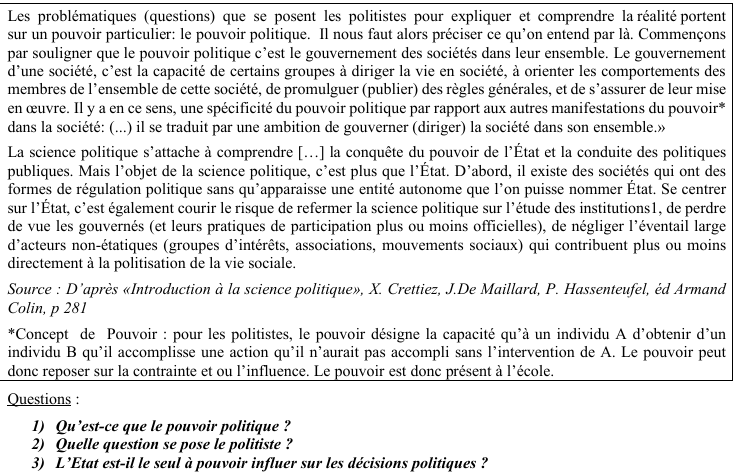 Les problématiques (questions) que se posent les politistes pour expliquer et comprendre la réalité portent
sur un pouvoir particulier: le pouvoir politique. Il nous faut alors préciser ce qu'on entend par là. Commençons
par souligner que le pouvoir politique c'est le gouvernement des sociétés dans leur ensemble. Le gouvernement
d'une société, c'est la capacité de certains groupes à diriger la vie en société, à orienter les comportements des
membres de l'ensemble de cette société, de promulguer (publier) des règles générales, et de s'assurer de leur mise
en œuvre. Il y a en ce sens, une spécificité du pouvoir politique par rapport aux autres manifestations du pouvoir*
dans la société: (...) il se traduit par une ambition de gouverner (diriger) la société dans son ensemble.»
La science politique s'attache à comprendre […] la conquête du pouvoir de l'État et la conduite des politiques
publiques. Mais l'objet de la science politique, c'est plus que l'État. D'abord, il existe des sociétés qui ont des
formes de régulation politique sans qu'apparaisse une entité autonome que l'on puisse nommer État. Se centrer
sur l'État, c'est également courir le risque de refermer la science politique sur l'étude des institutions1, de perdre
de vue les gouvernés (et leurs pratiques de participation plus ou moins officielles), de négliger l'éventail large
d'acteurs non-étatiques (groupes d'intérêts, associations, mouvements sociaux) qui contribuent plus ou moins
directement à la politisation de la vie sociale.
Source : D'après «Introduction à la science politique», X. Crettiez, J.De Maillard, P. Hassenteufel, éd Armand
Colin, p 281
*Concept de Pouvoir : pour les politistes, le pouvoir désigne la capacité qu'à un individu A d'obtenir d'un
individu B qu'il accomplisse une action qu'il n'aurait pas accompli sans l'intervention de A. Le pouvoir peut
donc reposer sur la contrainte et ou l'influence. Le pouvoir est donc présent à l'école.
Questions :
1) Qu'est-ce que le pouvoir politique ?
2) Quelle question se pose le politiste ?
3) L'Etat est-il le seul à pouvoir influer sur les décisions politiques ?